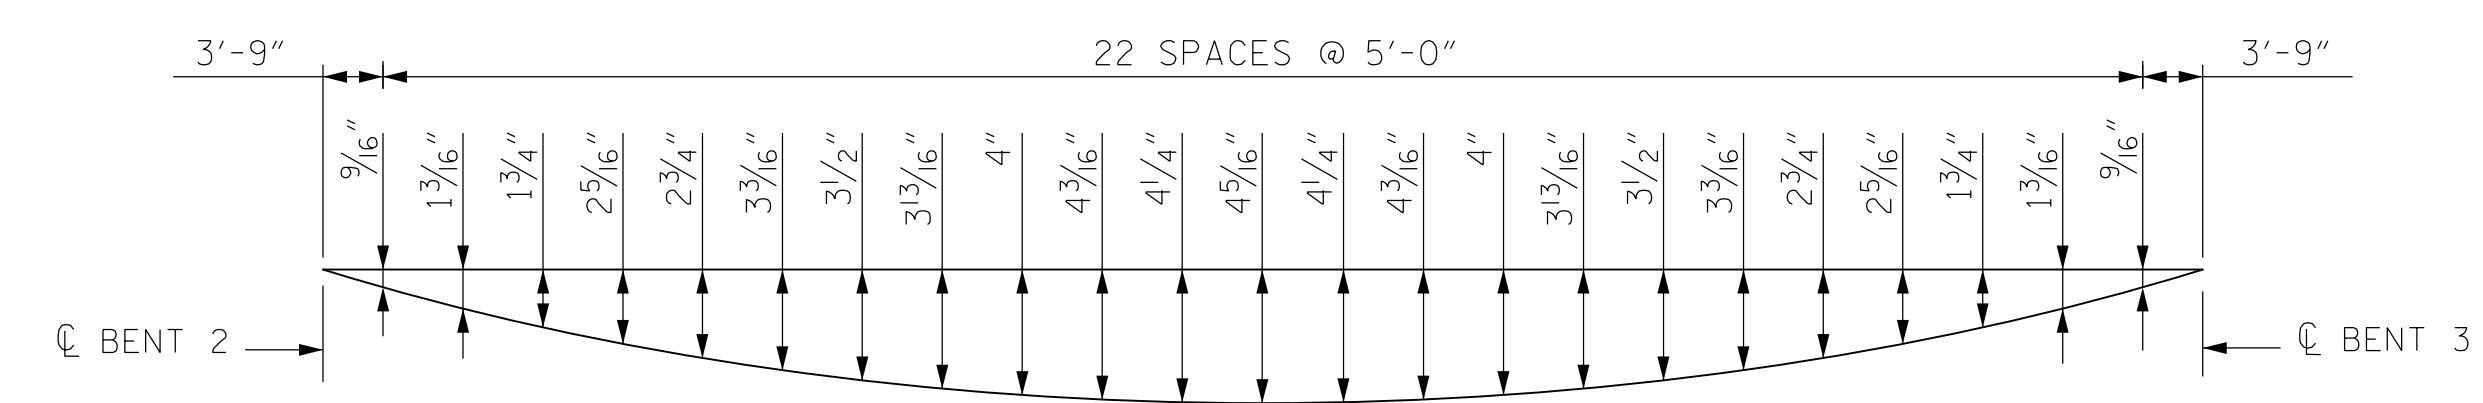 3'-9" 22 SPACES @ 5'-0" 3'-9"
9/16" 1 3/16" 1 3/4" 2 5/16" 2 3/4" 3 3/16" 3 1/2" 3 13/16" 4" 4 3/16" 4 1/4" 4 5/16" 4 1/4" 4 3/16" 4" 3 13/16" 3 1/2" 3 3/16" 2 3/4" 2 5/16" 1 3/4" 1 3/16" 9/16"
℄ BENT 2 ℄ BENT 3